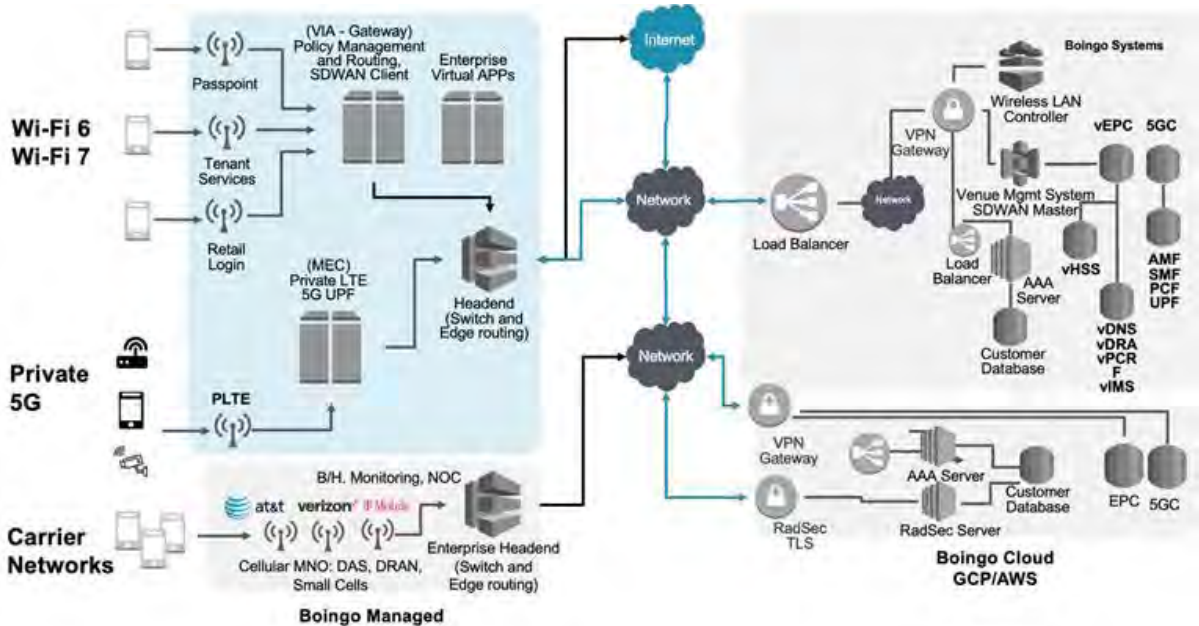 Wi-Fi 6
Wi-Fi 7
Passpoint
Tenant
Services
Retail
Login
(VIA - Gateway)
Policy Management
and Routing,
SDWAN Client
Enterprise
Virtual APPs
(MEC)
Private LTE
5G UPF
Headend
(Switch and
Edge routing)
Private
5G
PLTE
Carrier
Networks
B/H. Monitoring, NOC
at&t
verizon
T Mobile
Cellular MNO: DAS, DRAN,
Small Cells
Enterprise Headend
(Switch and
Edge routing)
Boingo Managed
Internet
Network
Network
Load Balancer
Network
Boingo Systems
VPN
Gateway
Wireless LAN
Controller
Venue Mgmt System
SDWAN Master
Load
Balancer
AAA
Server
Customer
Database
vEPC
5GC
vHSS
AMF
SMF
PCF
UPF
vDNS
vDRA
vPCR
F
vIMS
VPN
Gateway
AAA Server
RadSec Server
Customer
Database
RadSec
TLS
EPC
5GC
Boingo Cloud
GCP/AWS